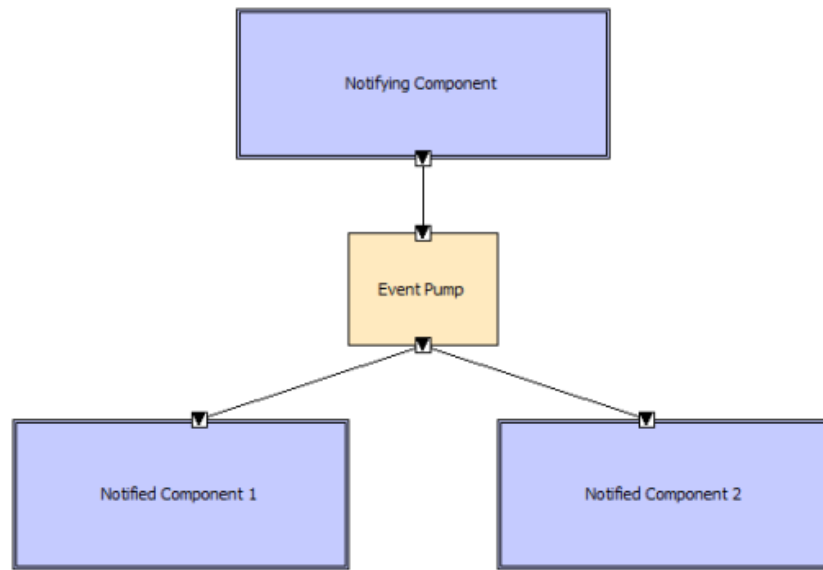 Notifying Component
Event Pump
Notified Component 1
Notified Component 2